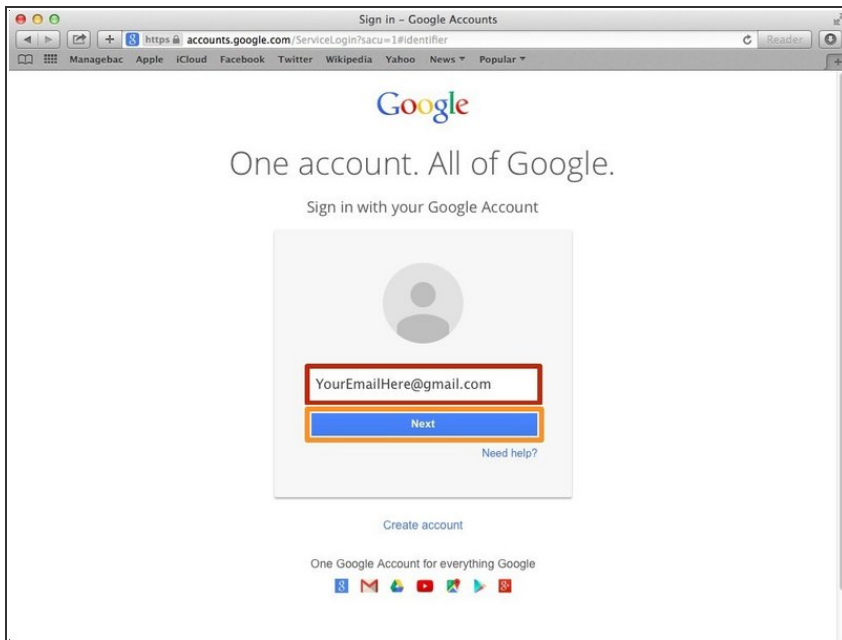 Sign in – Google Accounts
https accounts.google.com/ServiceLogin?sacu=1#identifier
Reader
Managebac Apple iCloud Facebook Twitter Wikipedia Yahoo News Popular
Google
One account. All of Google.
Sign in with your Google Account
YourEmailHere@gmail.com
Next
Need help?
Create account
One Google Account for everything Google